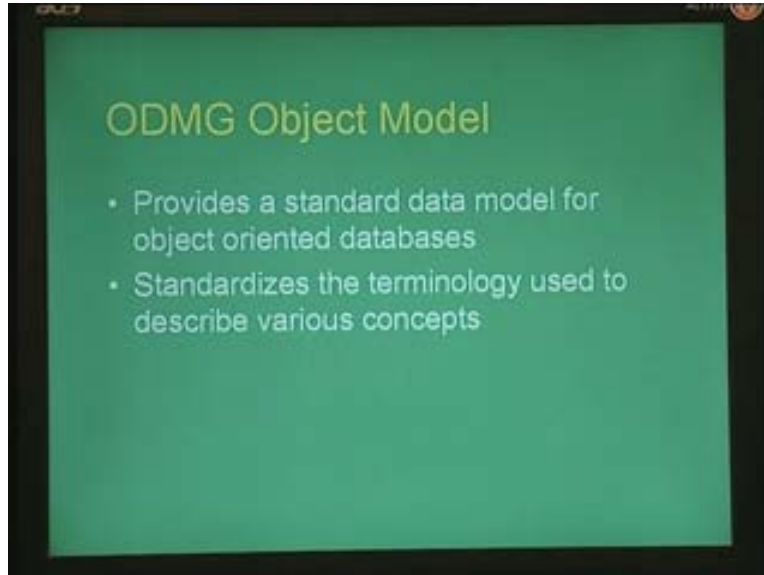 acer
ODMG Object Model
• Provides a standard data model for
object oriented databases
• Standardizes the terminology used to
describe various concepts